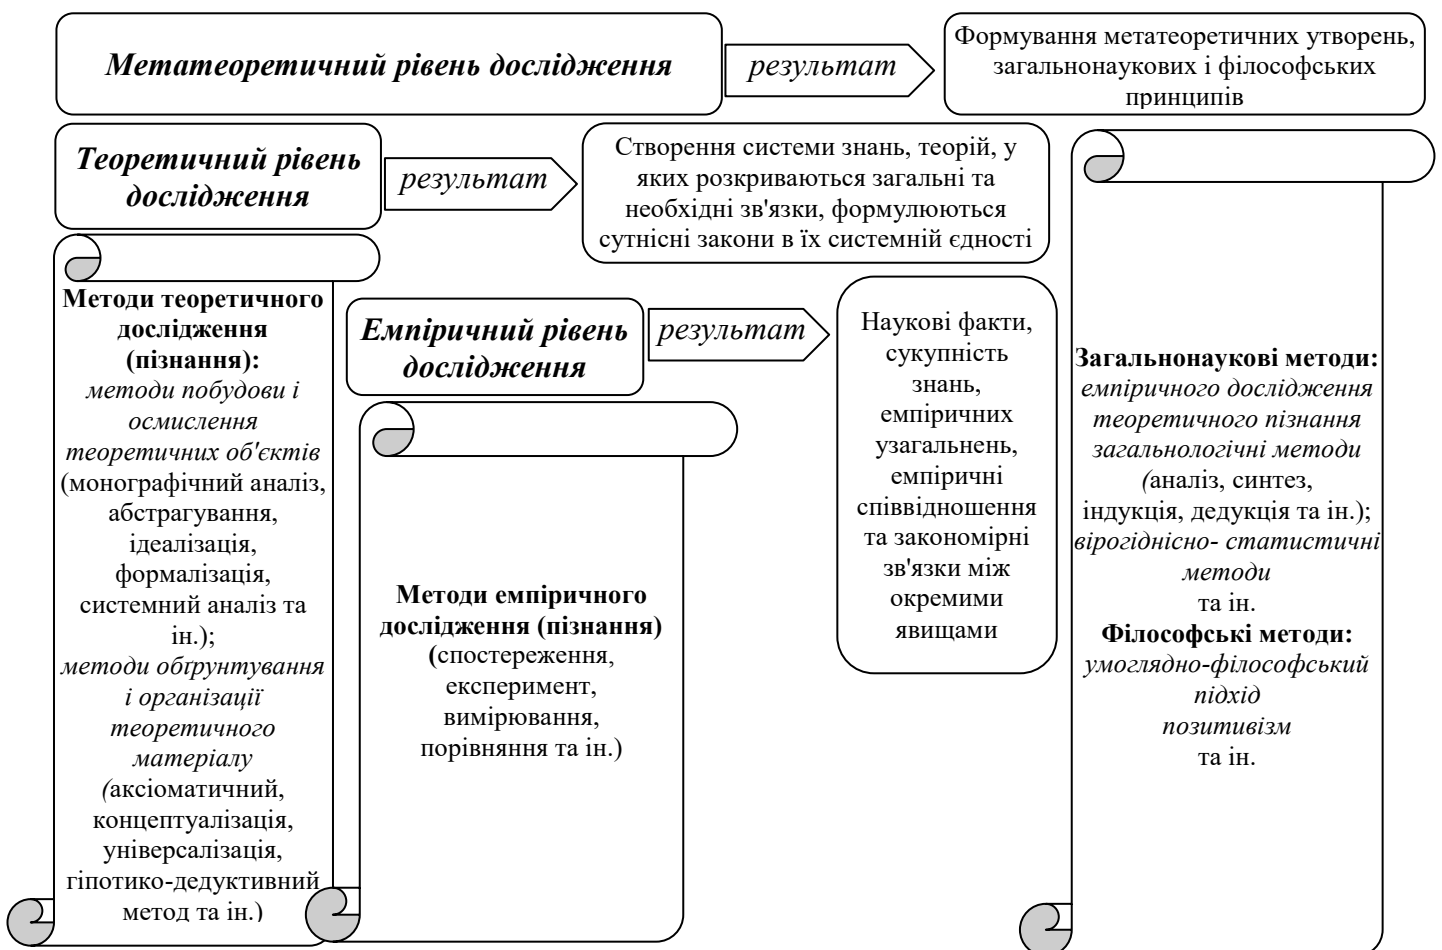 Метатеоретичний рівень дослідження
результат
Формування метатеоретичних утворень,
загальнонаукових і філософських
принципів
Теоретичний рівень
дослідження
результат
Створення системи знань, теорій, у
яких розкриваються загальні та
необхідні зв'язки, формулюються
сутнісні закони в їх системній єдності
Методи теоретичного
дослідження
(пізнання):
методи побудови і
осмислення
теоретичних об'єктів
(монографічний аналіз,
абстрагування,
ідеалізація,
формалізація,
системний аналіз та
ін.);
методи обґрунтування
і організації
теоретичного
матеріалу
(аксіоматичний,
концептуалізація,
універсалізація,
гіпотико-дедуктивний
метод та ін.)
Емпіричний рівень
дослідження
результат
Наукові факти,
сукупність
знань,
емпіричних
узагальнень,
емпіричні
співвідношення
та закономірні
зв'язки між
окремими
явищами
Методи емпіричного
дослідження (пізнання)
(спостереження,
експеримент,
вимірювання,
порівняння та ін.)
Загальнонаукові методи:
емпіричного дослідження
теоретичного пізнання
загальнологічні методи
(аналіз, синтез,
індукція, дедукція та ін.);
вірогіднісно- статистичні
методи
та ін.
Філософські методи:
умоглядно-філософський
підхід
позитивізм
та ін.